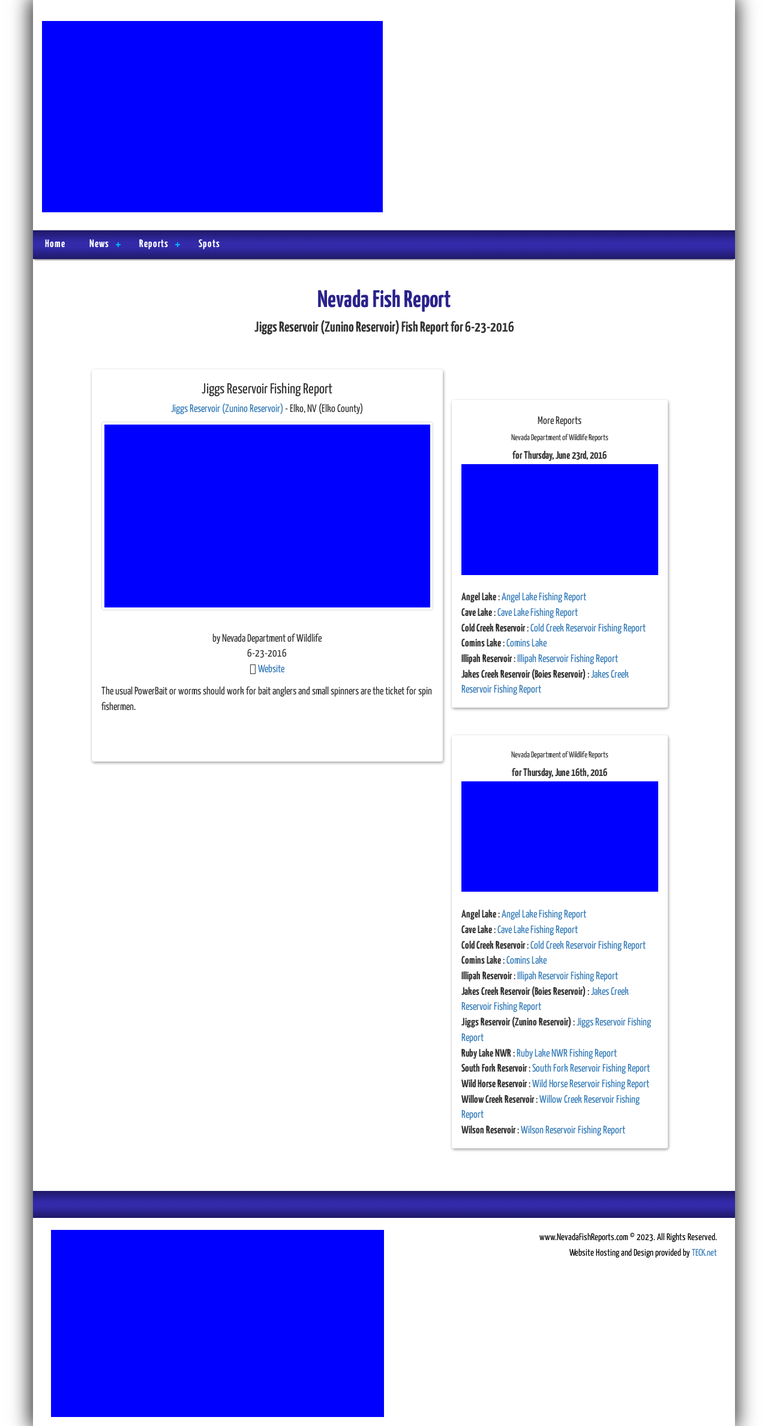 Home News + Reports + Spots
Nevada Fish Report
Jiggs Reservoir (Zunino Reservoir) Fish Report for 6-23-2016
Jiggs Reservoir Fishing Report
Jiggs Reservoir (Zunino Reservoir) - Elko, NV (Elko County)
by Nevada Department of Wildlife
6-23-2016
Website
The usual PowerBait or worms should work for bait anglers and small spinners are the ticket for spin
fishermen.
More Reports
Nevada Department of Wildlife Reports
for Thursday, June 23rd, 2016
Angel Lake : Angel Lake Fishing Report
Cave Lake : Cave Lake Fishing Report
Cold Creek Reservoir : Cold Creek Reservoir Fishing Report
Comins Lake : Comins Lake
Illipah Reservoir : Illipah Reservoir Fishing Report
Jakes Creek Reservoir (Boies Reservoir) : Jakes Creek
Reservoir Fishing Report
Nevada Department of Wildlife Reports
for Thursday, June 16th, 2016
Angel Lake : Angel Lake Fishing Report
Cave Lake : Cave Lake Fishing Report
Cold Creek Reservoir : Cold Creek Reservoir Fishing Report
Comins Lake : Comins Lake
Illipah Reservoir : Illipah Reservoir Fishing Report
Jakes Creek Reservoir (Boies Reservoir) : Jakes Creek
Reservoir Fishing Report
Jiggs Reservoir (Zunino Reservoir) : Jiggs Reservoir Fishing
Report
Ruby Lake NWR : Ruby Lake NWR Fishing Report
South Fork Reservoir : South Fork Reservoir Fishing Report
Wild Horse Reservoir : Wild Horse Reservoir Fishing Report
Willow Creek Reservoir : Willow Creek Reservoir Fishing
Report
Wilson Reservoir : Wilson Reservoir Fishing Report
www.NevadaFishReports.com © 2023. All Rights Reserved.
Website Hosting and Design provided by TECK.net